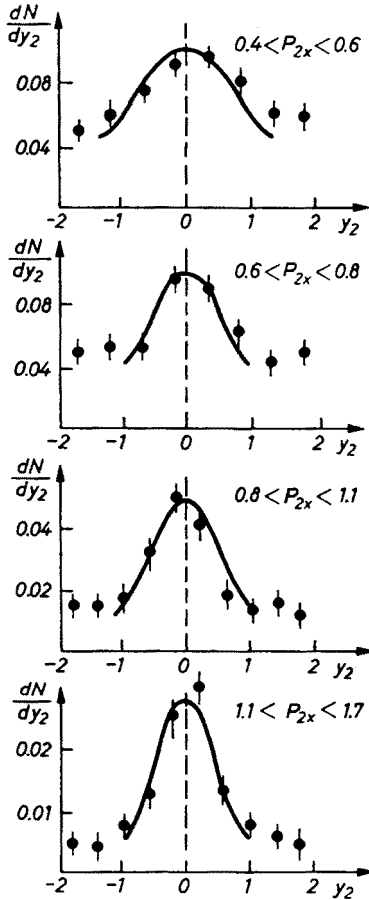 dN
dy₂
0.4 < P₂ₓ < 0.6
0.08
0.04
-2 -1 0 1 2 y₂
dN
dy₂
0.6 < P₂ₓ < 0.8
0.08
0.04
-2 -1 0 1 2 y₂
dN
dy₂
0.8 < P₂ₓ < 1.1
0.04
0.02
-2 -1 0 1 2 y₂
dN
dy₂
1.1 < P₂ₓ < 1.7
0.02
0.01
-2 -1 0 1 2 y₂